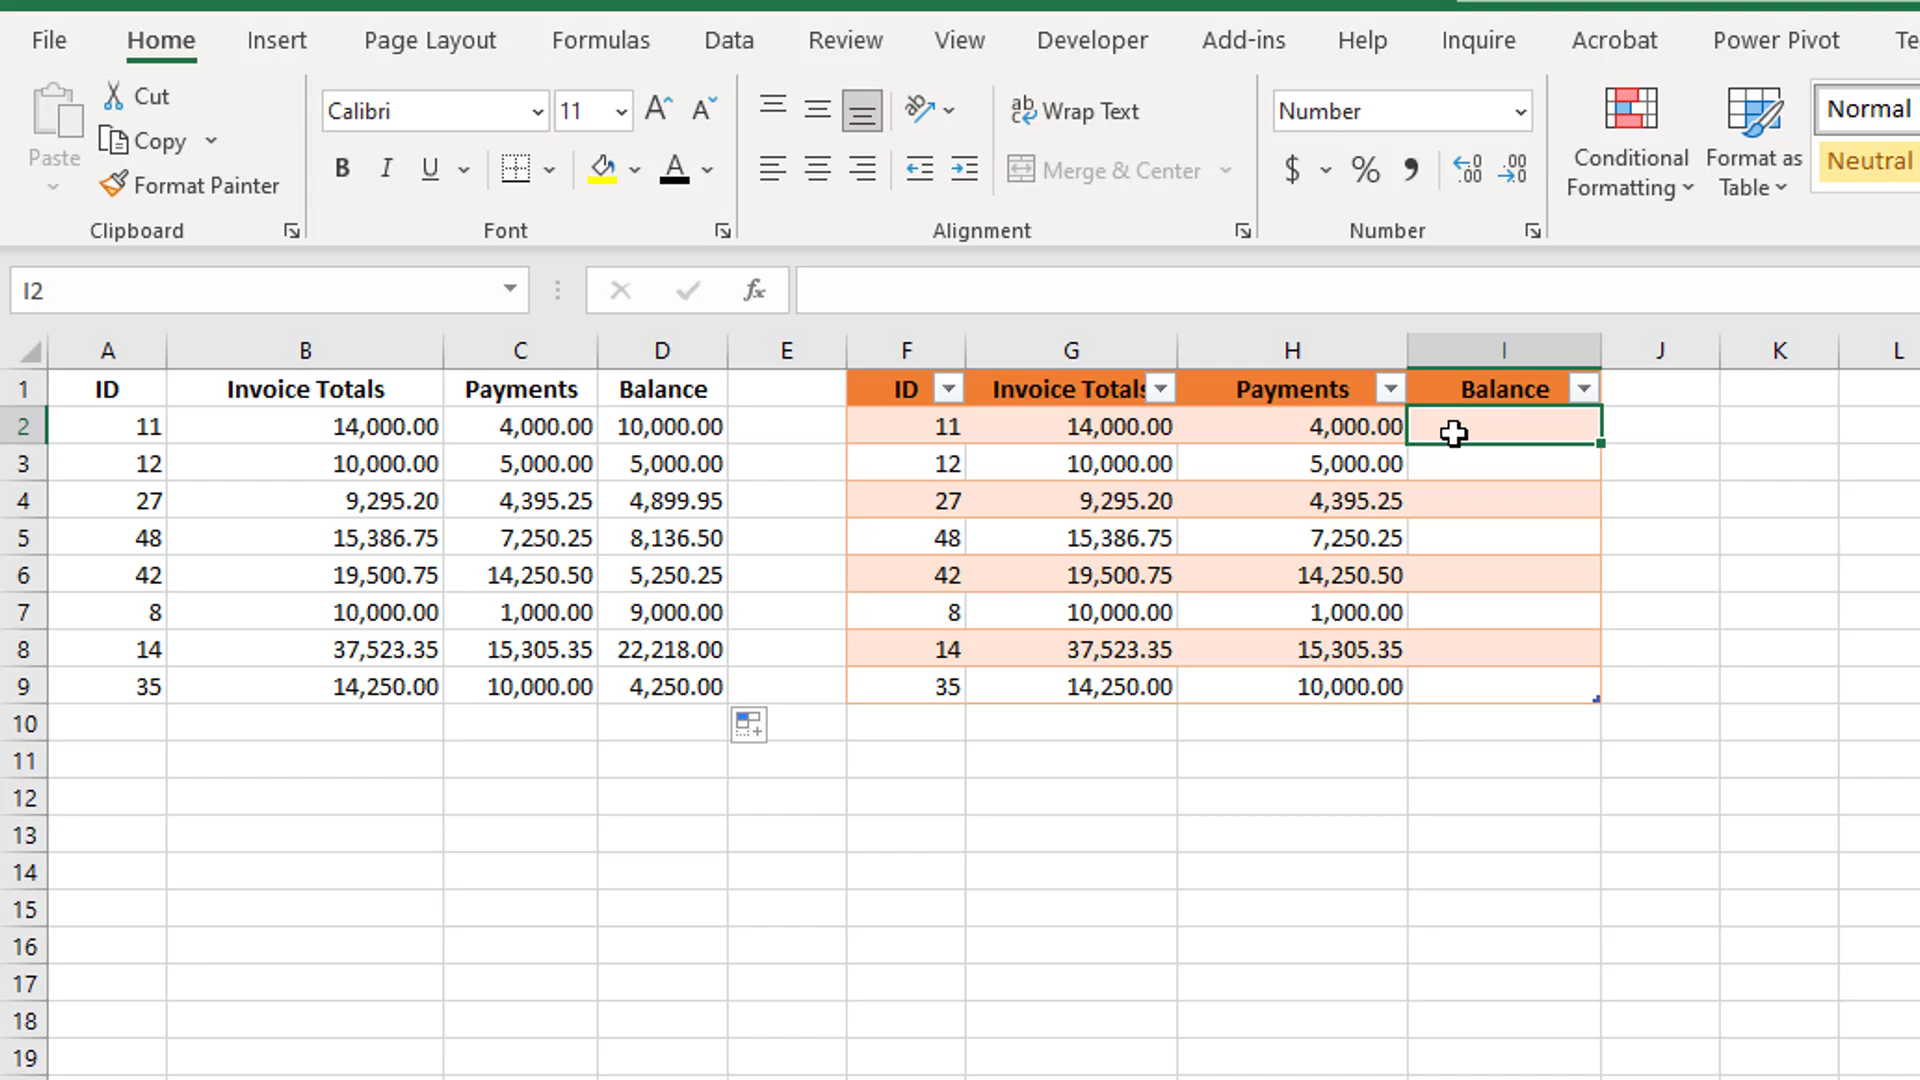 File Home Insert Page Layout Formulas Data Review View Developer Add-ins Help Inquire Acrobat Power Pivot Te
Paste
Cut
Copy
Format Painter
Clipboard
Calibri 11 A A
B I U A
Font
ab Wrap Text
Merge & Center
Alignment
Number
$ % , .00 .00
Number
Conditional Formatting
Format as Table
Normal
Neutral
I2 fx
A B C D E F G H I J K L
1 ID Invoice Totals Payments Balance ID Invoice Totals Payments Balance
2 11 14,000.00 4,000.00 10,000.00 11 14,000.00 4,000.00
3 12 10,000.00 5,000.00 5,000.00 12 10,000.00 5,000.00
4 27 9,295.20 4,395.25 4,899.95 27 9,295.20 4,395.25
5 48 15,386.75 7,250.25 8,136.50 48 15,386.75 7,250.25
6 42 19,500.75 14,250.50 5,250.25 42 19,500.75 14,250.50
7 8 10,000.00 1,000.00 9,000.00 8 10,000.00 1,000.00
8 14 37,523.35 15,305.35 22,218.00 14 37,523.35 15,305.35
9 35 14,250.00 10,000.00 4,250.00 35 14,250.00 10,000.00
10
11
12
13
14
15
16
17
18
19